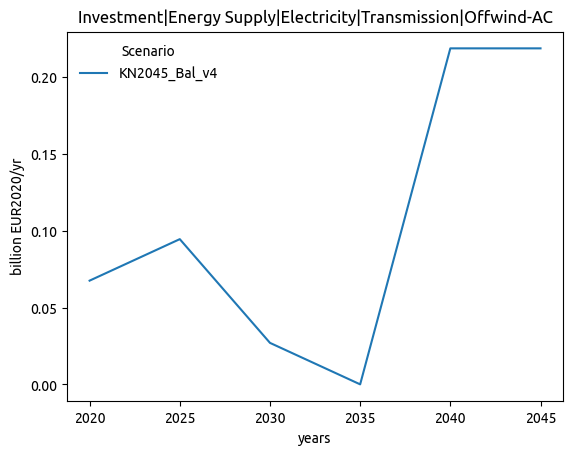 Investment|Energy Supply|Electricity|Transmission|Offwind-AC
Scenario
KN2045_Bal_v4
billion EUR2020/yr
0.20
0.15
0.10
0.05
0.00
2020 2025 2030 2035 2040 2045
years